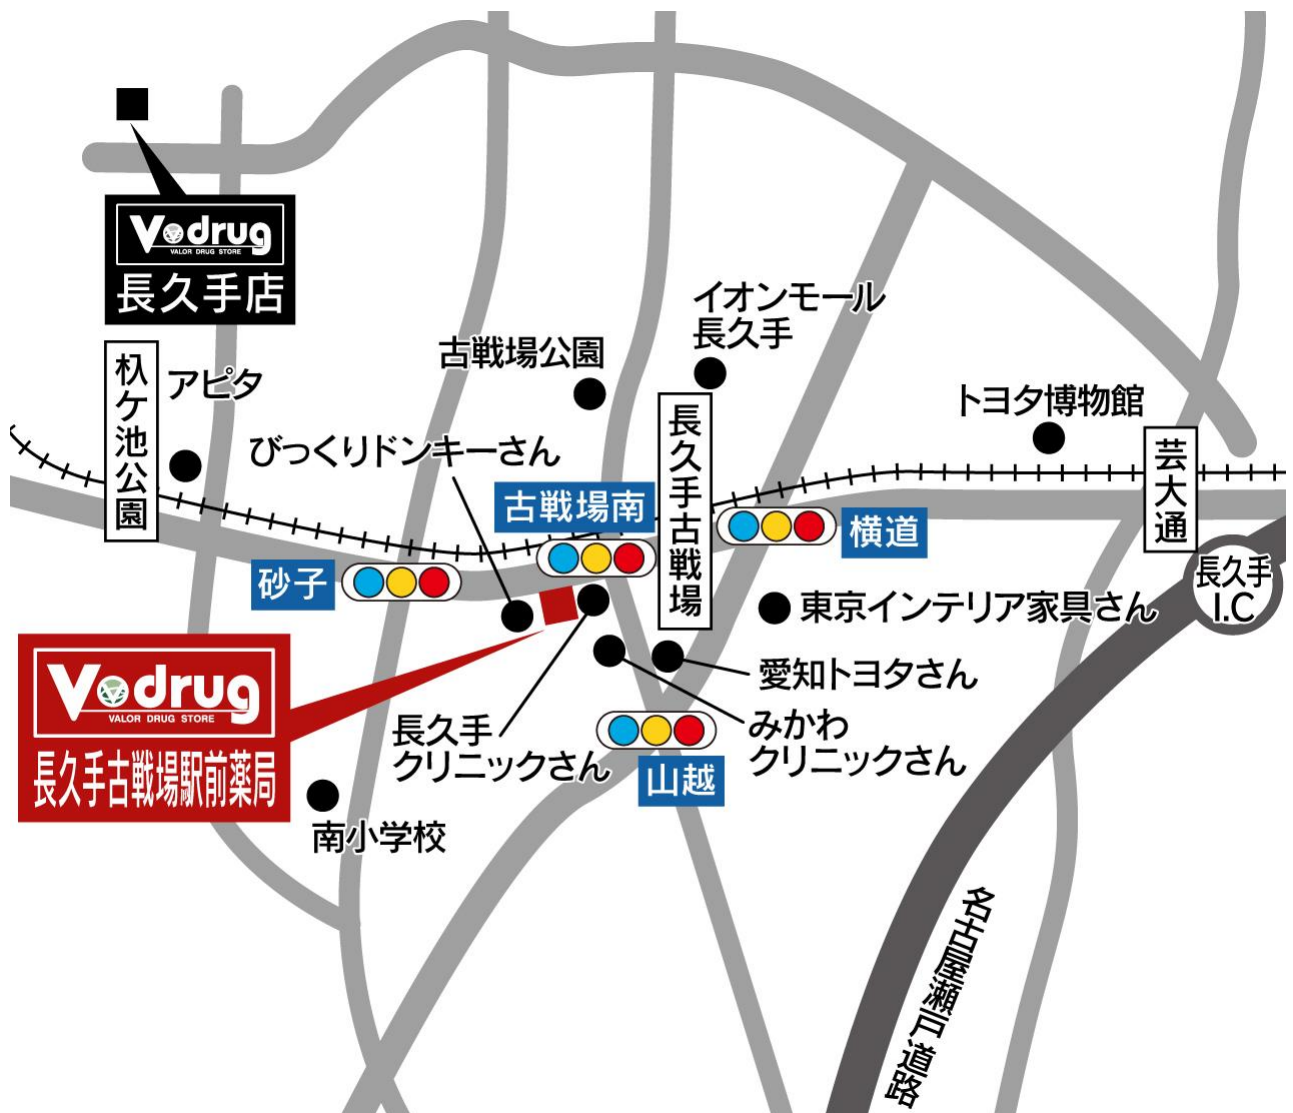 Vdrug
VALOR DRUG STORE
長久手店
イオンモール
長久手
古戦場公園
杁ケ池公園
アピタ
トヨタ博物館
長久手古戦場
芸大通
びっくりドンキーさん
古戦場南
横道
砂子
長久手
I.C
東京インテリア家具さん
Vdrug
VALOR DRUG STORE
長久手古戦場駅前薬局
愛知トヨタさん
長久手
クリニックさん
みかわ
クリニックさん
山越
南小学校
名古屋瀬戸道路